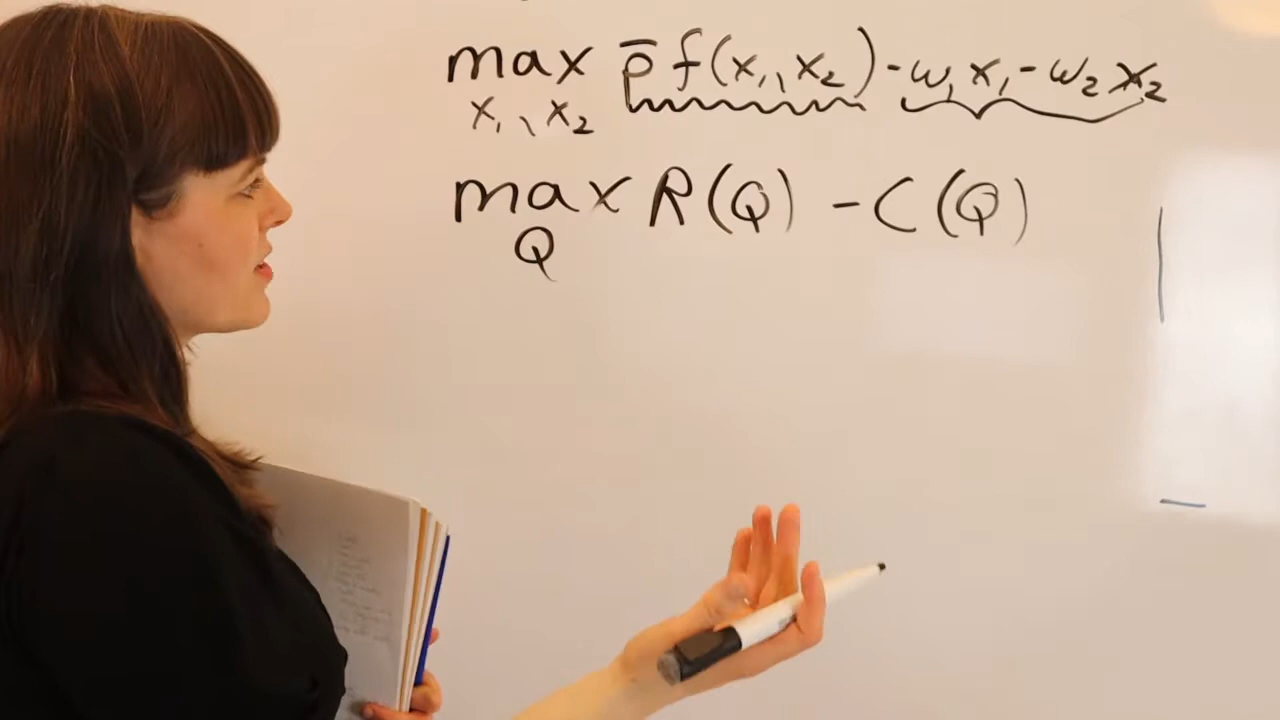 max p̄ f(x₁, x₂) - w₁x₁ - w₂x₂
x₁, x₂
max R(Q) - C(Q)
Q